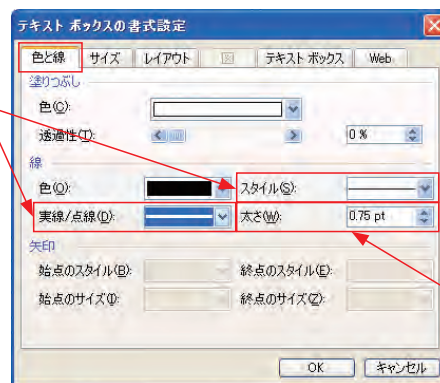 テキスト ボックスの書式設定
色と線 サイズ レイアウト 図 テキスト ボックス Web
塗りつぶし
色(C):
透過性(T): 0 %
線
色(O): スタイル(S):
実線/点線(D): 太さ(W): 0.75 pt
矢印
始点のスタイル(B): 終点のスタイル(E):
始点のサイズ(I): 終点のサイズ(Z):
OK キャンセル